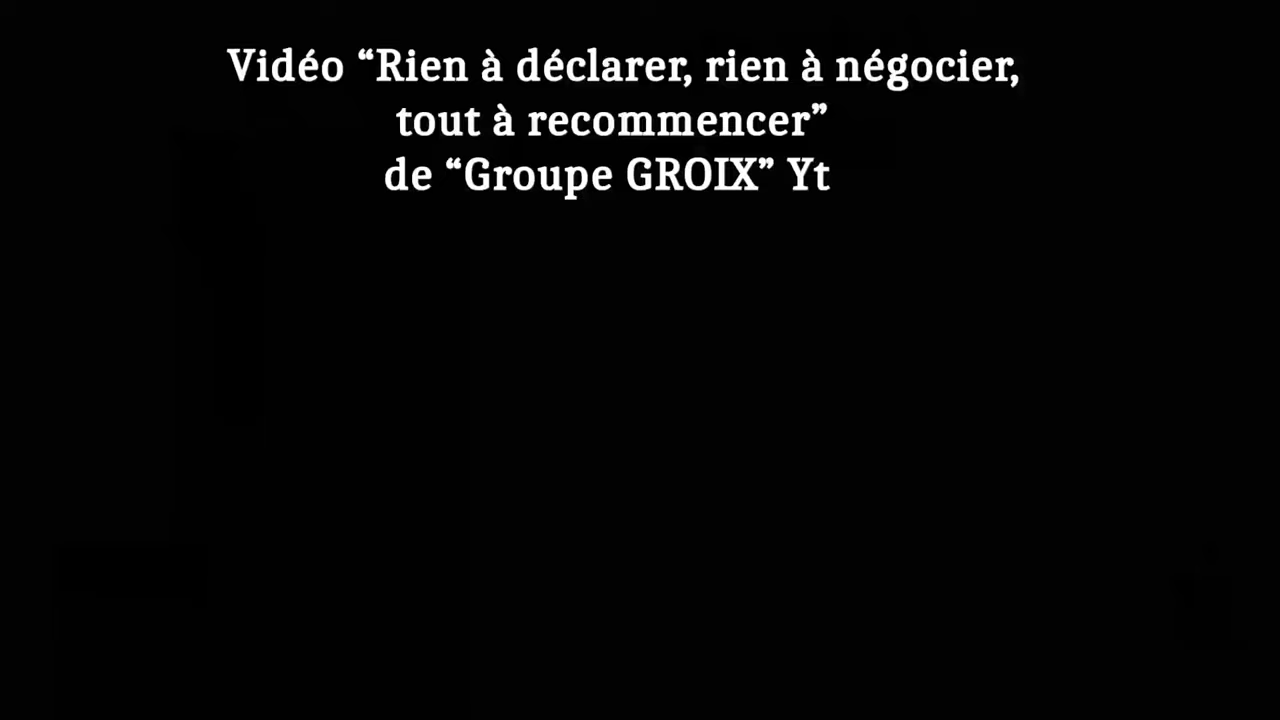 Vidéo “Rien à déclarer, rien à négocier,
tout à recommencer”
de “Groupe GROIX” Yt